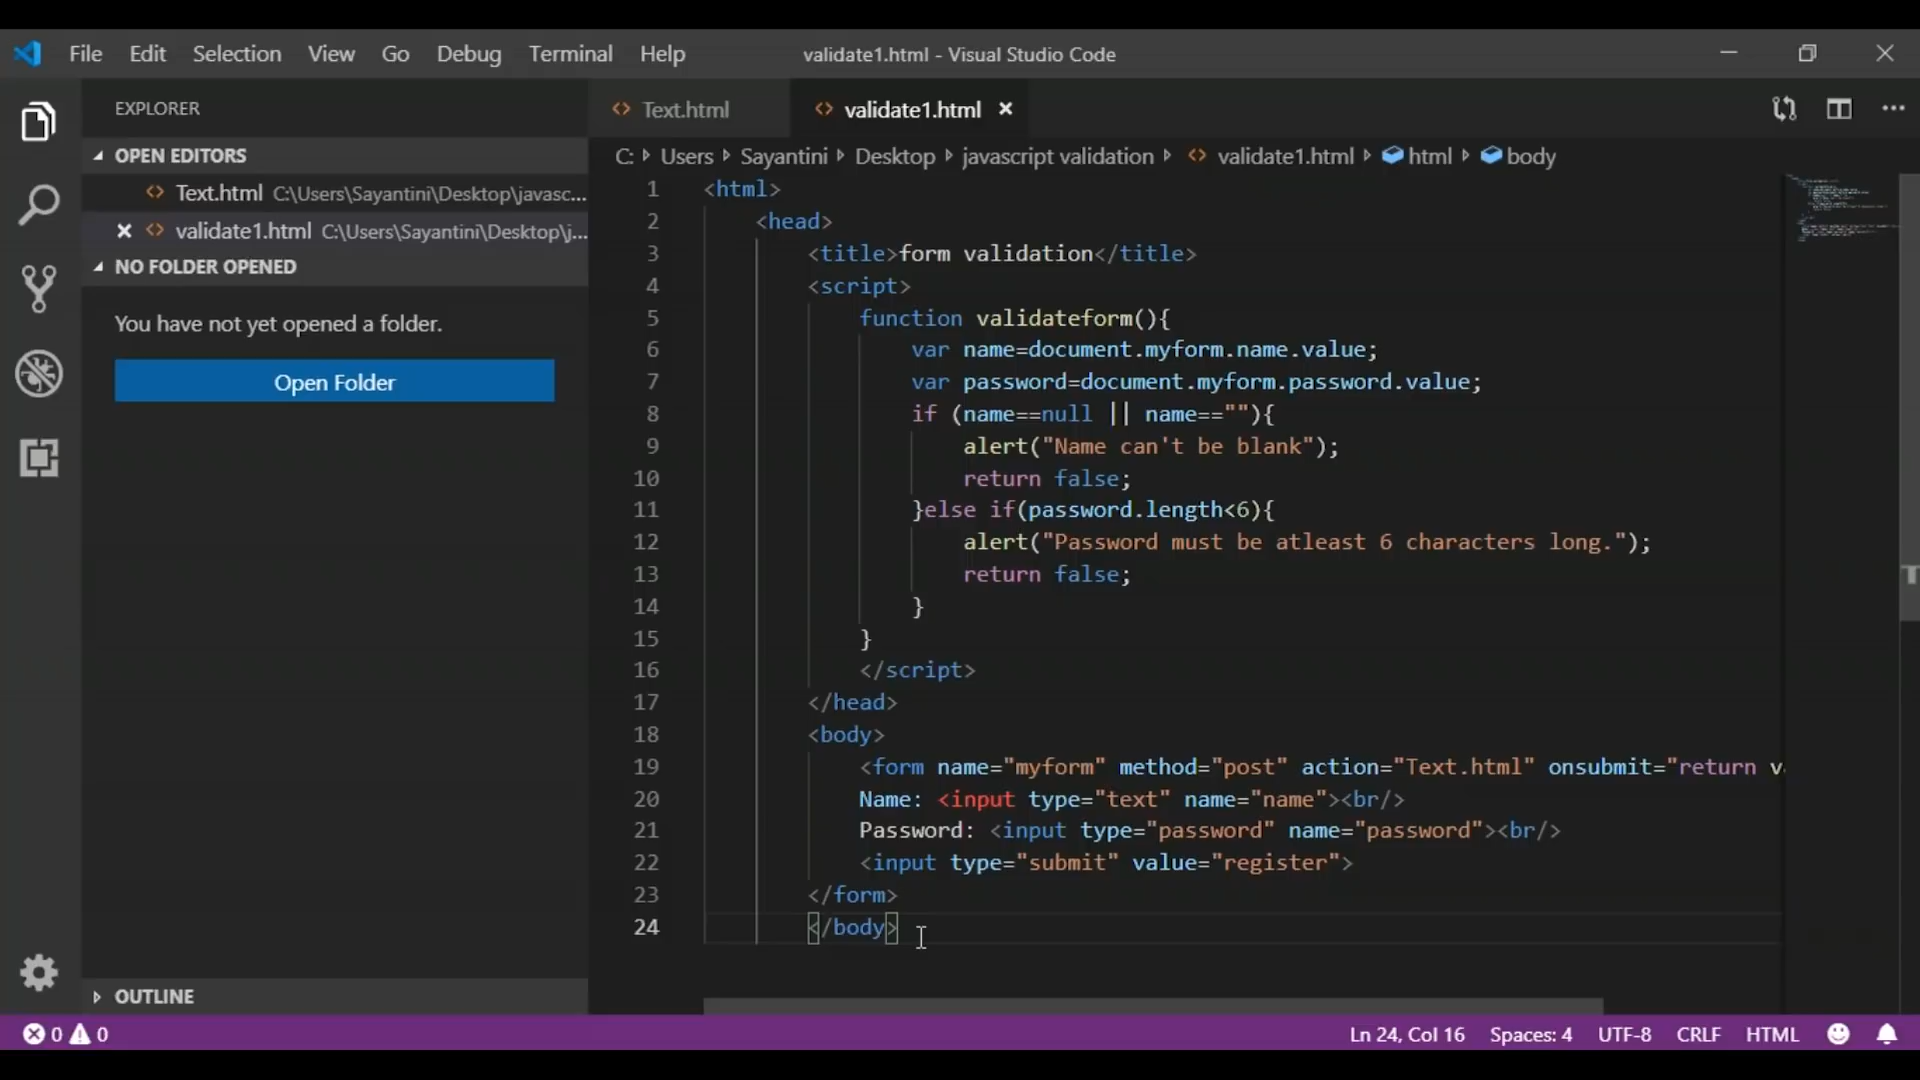 File Edit Selection View Go Debug Terminal Help validate1.html - Visual Studio Code
EXPLORER
OPEN EDITORS
Text.html C:\Users\Sayantini\Desktop\javasc...
validate1.html C:\Users\Sayantini\Desktop\j...
NO FOLDER OPENED
You have not yet opened a folder.
Open Folder
OUTLINE
Text.html validate1.html
C: Users Sayantini Desktop javascript validation validate1.html html body
1 <html>
2 <head>
3 <title>form validation</title>
4 <script>
5 function validateform(){
6 var name=document.myform.name.value;
7 var password=document.myform.password.value;
8 if (name==null || name==""){
9 alert("Name can't be blank");
10 return false;
11 }else if(password.length<6){
12 alert("Password must be atleast 6 characters long.");
13 return false;
14 }
15 }
16 </script>
17 </head>
18 <body>
19 <form name="myform" method="post" action="Text.html" onsubmit="return v
20 Name: <input type="text" name="name"><br/>
21 Password: <input type="password" name="password"><br/>
22 <input type="submit" value="register">
23 </form>
24 </body>
0 0 Ln 24, Col 16 Spaces: 4 UTF-8 CRLF HTML